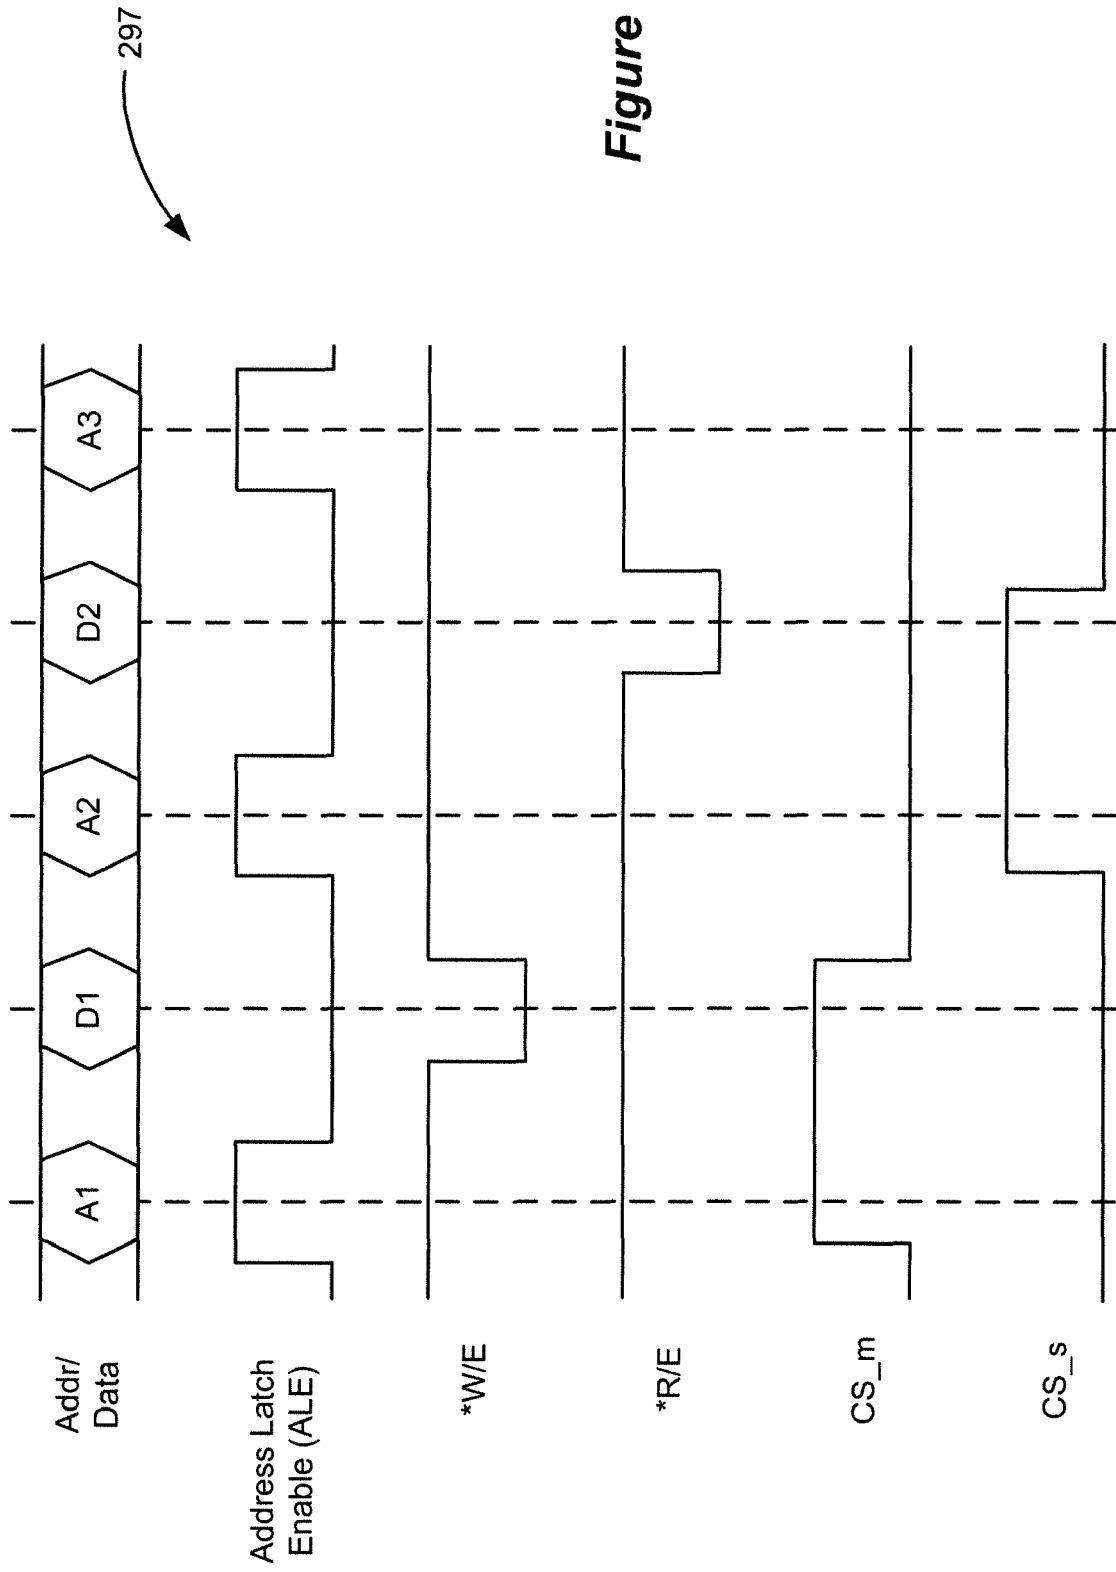 Addr/
Data
A1
D1
A2
D2
A3
Address Latch
Enable (ALE)
*W/E
*R/E
CS_m
CS_s
297
Figure